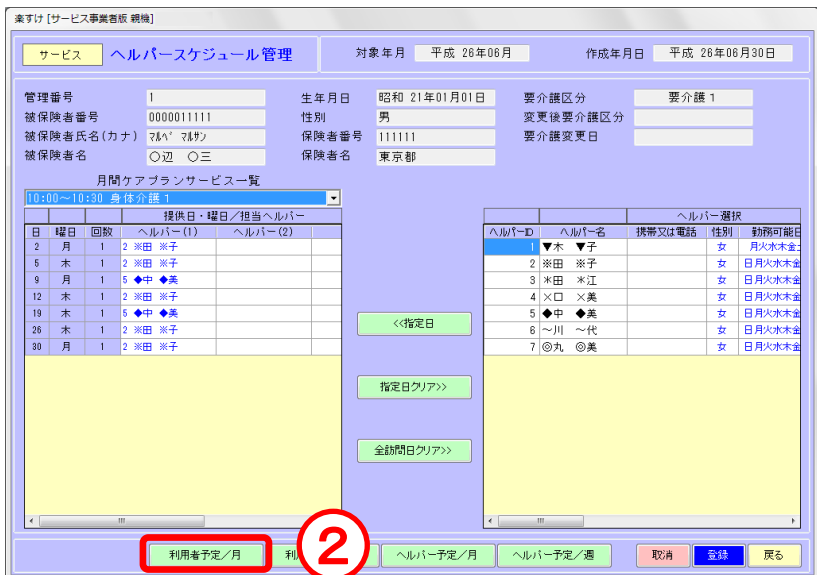 楽すけ [サービス事業者版 親機]
サービス ヘルパースケジュール管理 対象年月 平成 26年06月 作成年月日 平成 26年06月30日
管理番号 1 生年月日 昭和 21年01月01日 要介護区分 要介護1
被保険者番号 0000011111 性別 男 変更後要介護区分
被保険者氏名(カナ) ﾏﾙﾍﾞ ﾏﾙｻﾝ 保険者番号 111111 要介護変更日
被保険者名 〇辺 〇三 保険者名 東京都
月間ケアプランサービス一覧
10:00～10:30 身体介護1
提供日・曜日／担当ヘルパー ヘルパー選択
日 曜日 回数 ヘルパー(1) ヘルパー(2) ヘルパーID ヘルパー名 携帯又は電話 性別 勤務可能日
2 月 1 2 ※田 ※子 1 ▼木 ▼子 女 月火水木金
5 木 1 2 ※田 ※子 2 ※田 ※子 女 日月火水木金
9 月 1 5 ◆中 ◆美 3 ＊田 ＊江 女 日月火水木金
12 木 1 2 ※田 ※子 4 ×口 ×美 女 日月火水木金
19 木 1 5 ◆中 ◆美 5 ◆中 ◆美 女 日月火水木金
26 木 1 2 ※田 ※子 6 ～川 ～代 女 日月火水木金
30 月 1 2 ※田 ※子 7 ◎丸 ◎美 女 日月火水木金
<<指定日
指定日クリア>>
全訪問日クリア>>
利用者予定／月 ② ヘルパー予定／月 ヘルパー予定／週 取消 登録 戻る